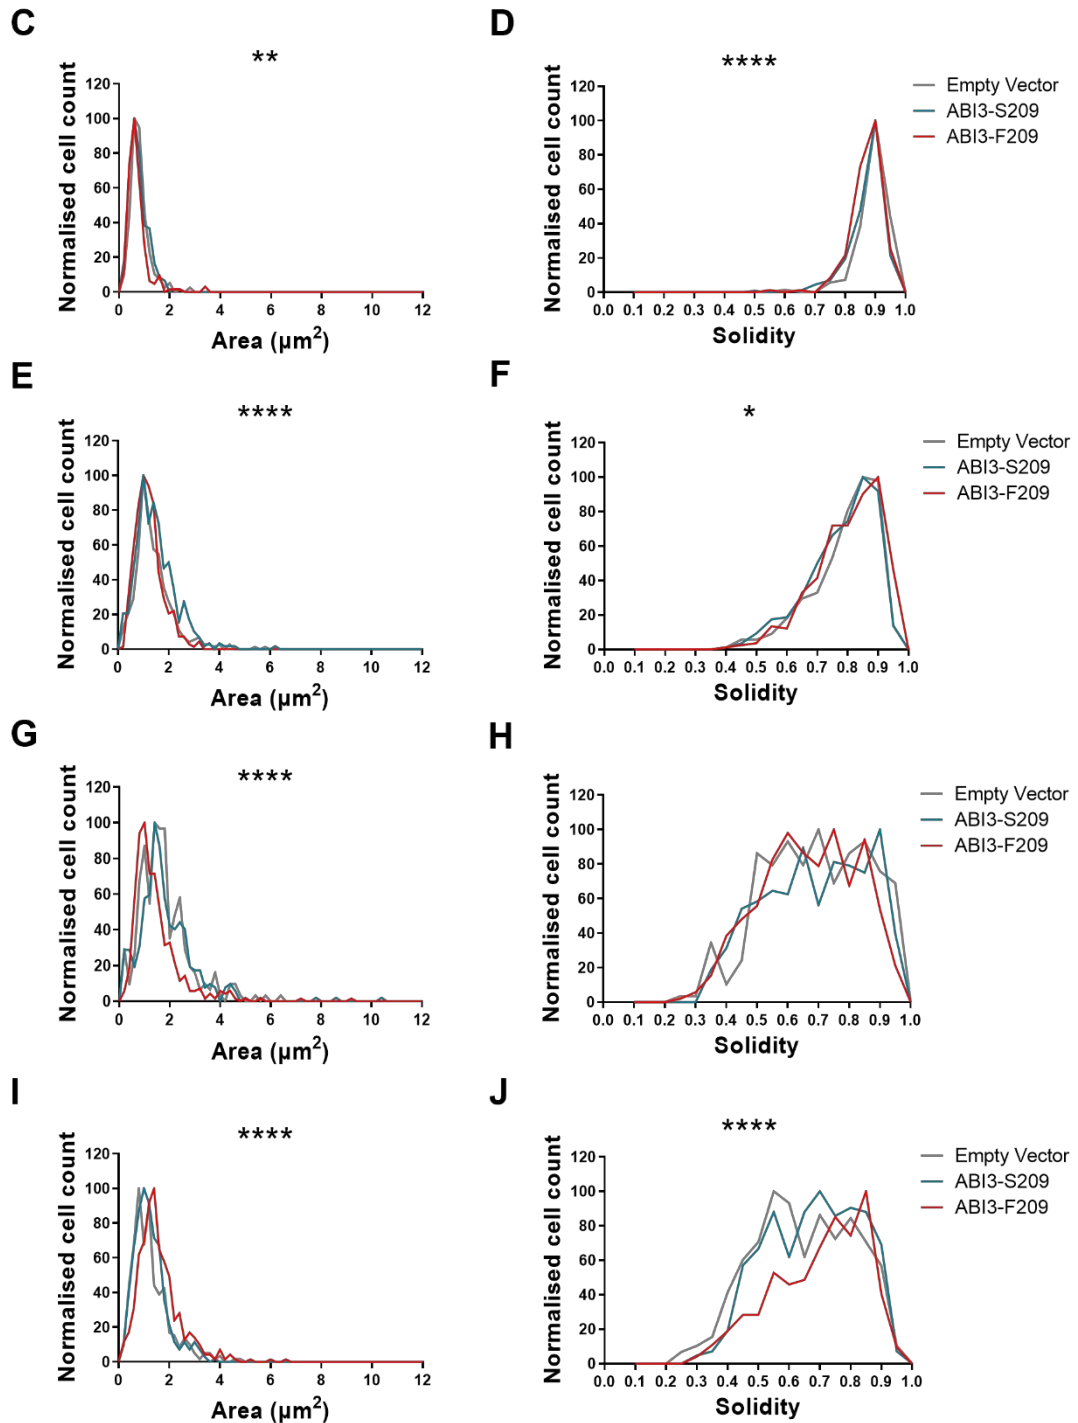 C
**
Normalised cell count
120
100
80
60
40
20
0
0 2 4 6 8 10 12
Area (µm²)
D
****
Normalised cell count
120
100
80
60
40
20
0
0.0 0.1 0.2 0.3 0.4 0.5 0.6 0.7 0.8 0.9 1.0
Solidity
Empty Vector
ABI3-S209
ABI3-F209
E
****
Normalised cell count
120
100
80
60
40
20
0
0 2 4 6 8 10 12
Area (µm²)
F
*
Normalised cell count
120
100
80
60
40
20
0
0.0 0.1 0.2 0.3 0.4 0.5 0.6 0.7 0.8 0.9 1.0
Solidity
Empty Vector
ABI3-S209
ABI3-F209
G
****
Normalised cell count
120
100
80
60
40
20
0
0 2 4 6 8 10 12
Area (µm²)
H
Normalised cell count
120
100
80
60
40
20
0
0.0 0.1 0.2 0.3 0.4 0.5 0.6 0.7 0.8 0.9 1.0
Solidity
Empty Vector
ABI3-S209
ABI3-F209
I
****
Normalised cell count
120
100
80
60
40
20
0
0 2 4 6 8 10 12
Area (µm²)
J
****
Normalised cell count
120
100
80
60
40
20
0
0.0 0.1 0.2 0.3 0.4 0.5 0.6 0.7 0.8 0.9 1.0
Solidity
Empty Vector
ABI3-S209
ABI3-F209